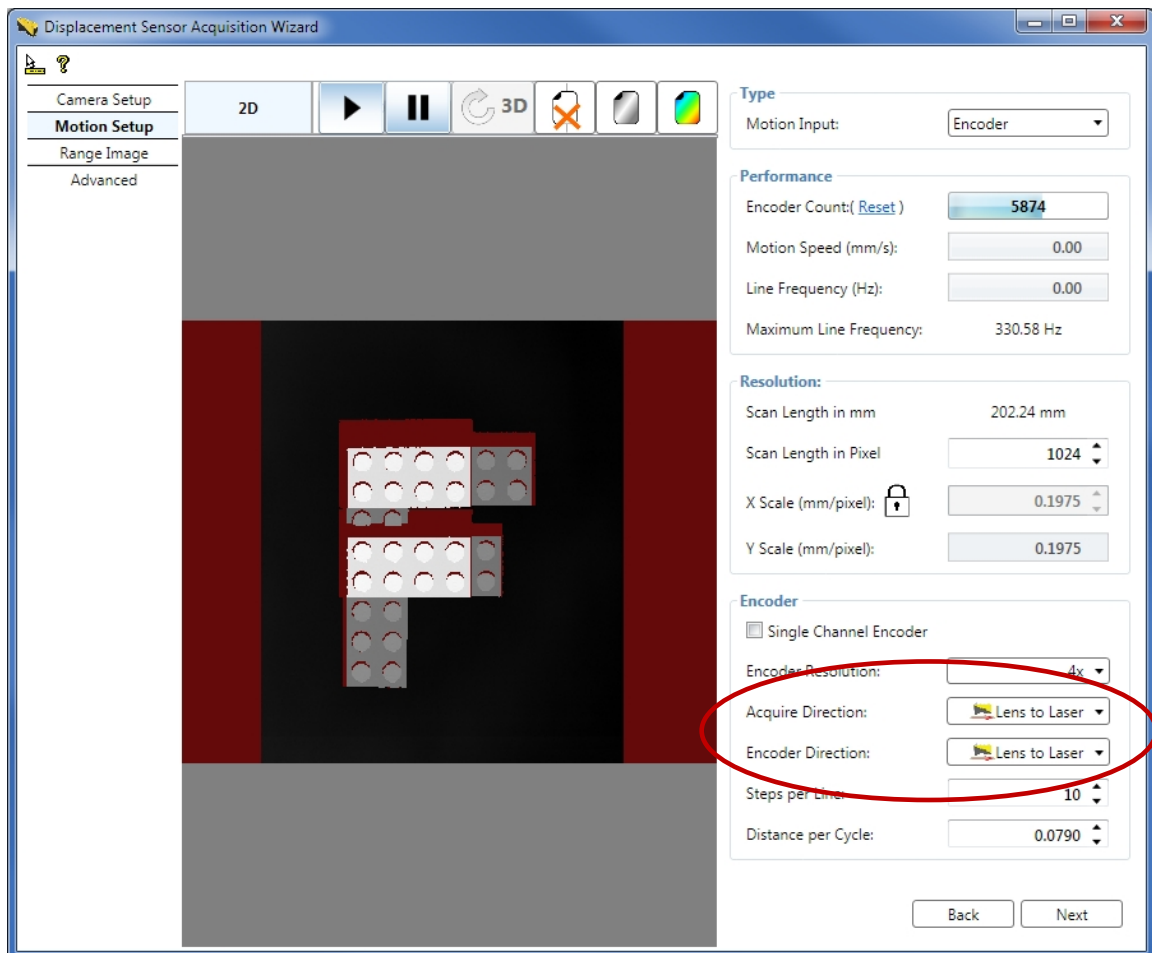 Displacement Sensor Acquisition Wizard
Camera Setup
Motion Setup
Range Image
Advanced
2D
3D
Type
Motion Input: Encoder
Performance
Encoder Count:( Reset ) 5874
Motion Speed (mm/s): 0.00
Line Frequency (Hz): 0.00
Maximum Line Frequency: 330.58 Hz
Resolution:
Scan Length in mm 202.24 mm
Scan Length in Pixel 1024
X Scale (mm/pixel): 0.1975
Y Scale (mm/pixel): 0.1975
Encoder
Single Channel Encoder
Encoder Resolution: 4x
Acquire Direction: Lens to Laser
Encoder Direction: Lens to Laser
Steps per Line: 10
Distance per Cycle: 0.0790
Back Next